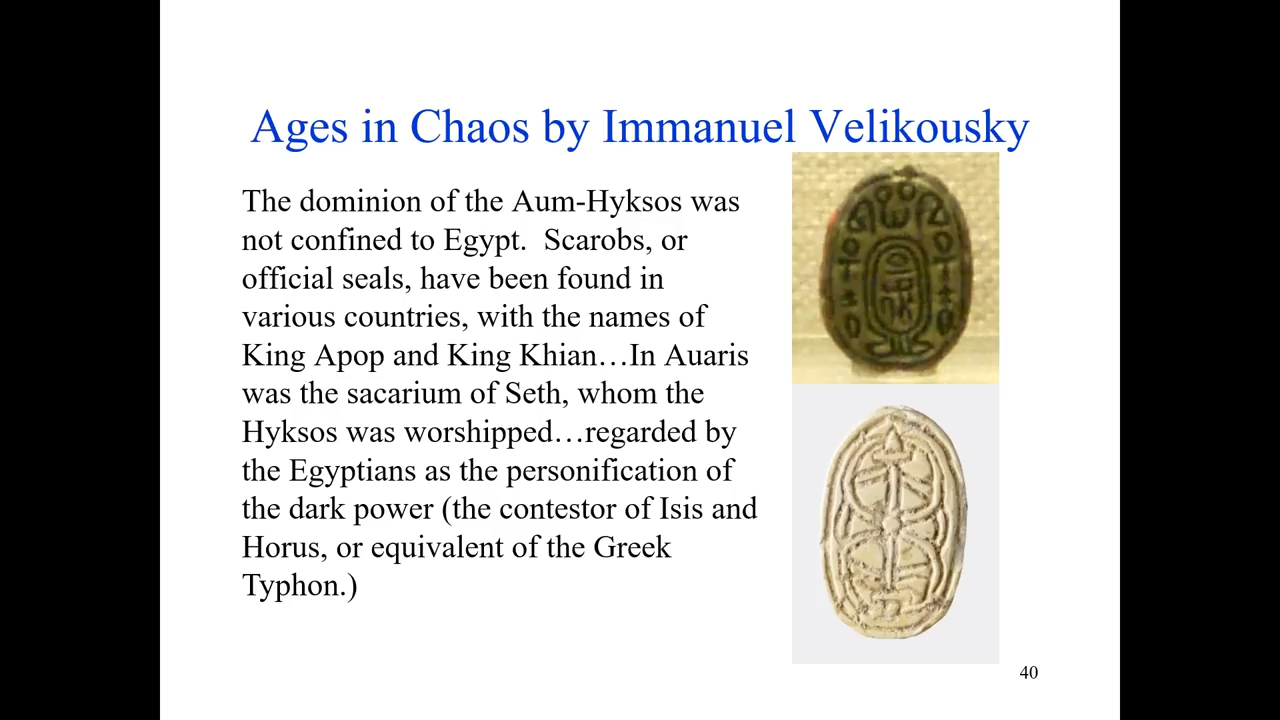 Ages in Chaos by Immanuel Velikousky
The dominion of the Aum-Hyksos was
not confined to Egypt.  Scarobs, or
official seals, have been found in
various countries, with the names of
King Apop and King Khian…In Auaris
was the sacarium of Seth, whom the
Hyksos was worshipped…regarded by
the Egyptians as the personification of
the dark power (the contestor of Isis and
Horus, or equivalent of the Greek
Typhon.)
40